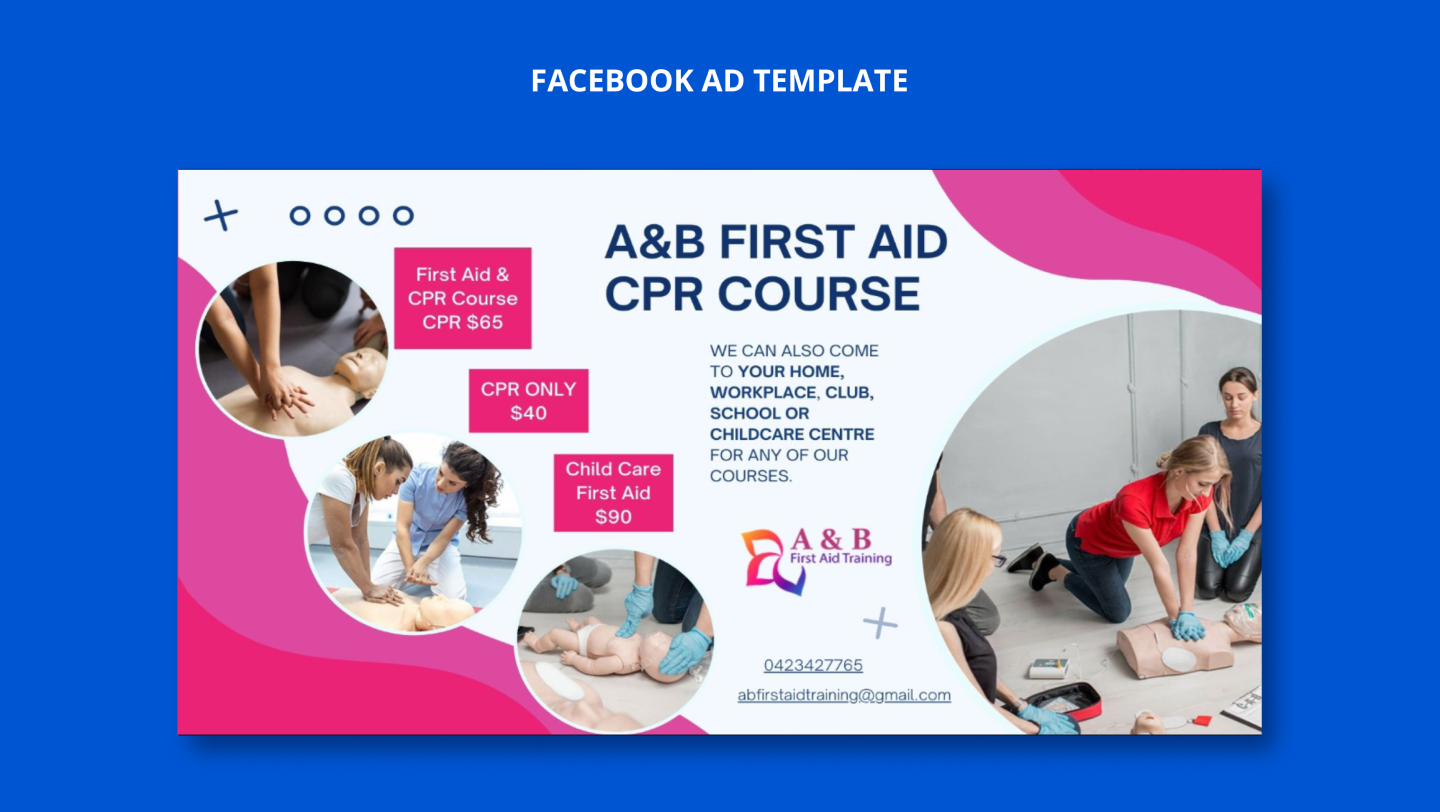 FACEBOOK AD TEMPLATE
A&B FIRST AID
CPR COURSE
First Aid &
CPR Course
CPR $65
CPR ONLY
$40
Child Care
First Aid
$90
WE CAN ALSO COME
TO YOUR HOME,
WORKPLACE, CLUB,
SCHOOL OR
CHILDCARE CENTRE
FOR ANY OF OUR
COURSES.
A & B
First Aid Training
0423427765
abfirstaidtraining@gmail.com